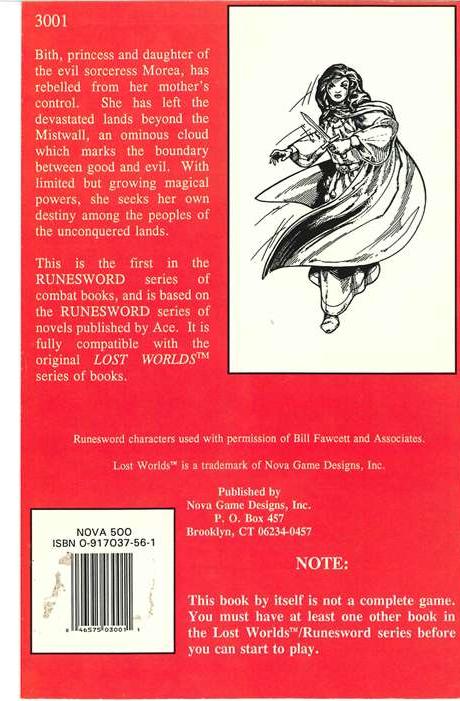 3001
Bith, princess and daughter of
the evil sorceress Morea, has
rebelled from her mother's
control. She has left the
devastated lands beyond the
Mistwall, an ominous cloud
which marks the boundary
between good and evil. With
limited but growing magical
powers, she seeks her own
destiny among the peoples of
the unconquered lands.
This is the first in the
RUNESWORD series of
combat books, and is based on
the RUNESWORD series of
novels published by Ace. It is
fully compatible with the
original LOST WORLDS™
series of books.
Runesword characters used with permission of Bill Fawcett and Associates.
Lost Worlds™ is a trademark of Nova Game Designs, Inc.
Published by
Nova Game Designs, Inc.
P. O. Box 457
Brooklyn, CT 06234-0457
NOVA 500
ISBN 0-917037-56-1
46575 03001
NOTE:
This book by itself is not a complete game.
You must have at least one other book in
the Lost Worlds™/Runesword series before
you can start to play.